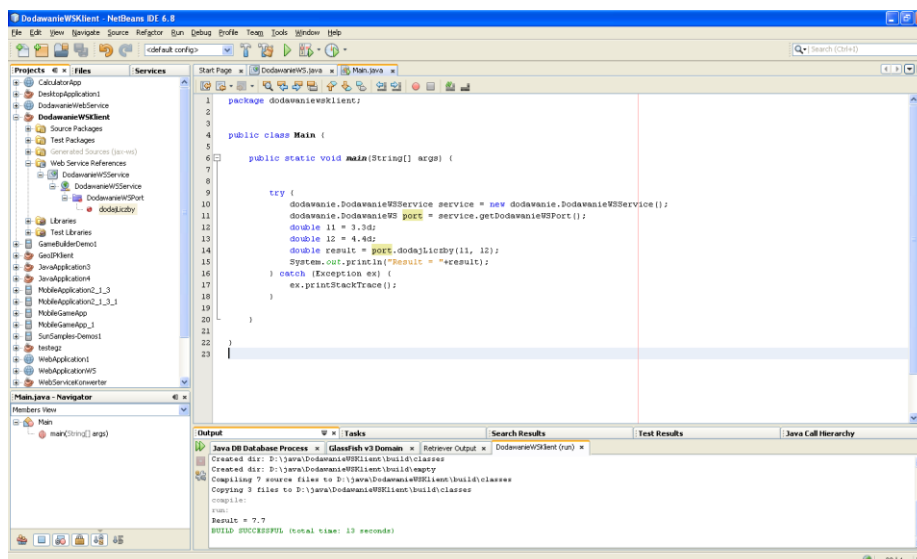 DodawanieWSKlient - NetBeans IDE 6.8
File Edit View Navigate Source Refactor Run Debug Profile Team Tools Window Help
<default config>
Search (Ctrl+I)
Projects Files Services
CalculatorApp
DesktopApplication1
DodawanieWebService
DodawanieWSKlient
Source Packages
Test Packages
Generated Sources (jax-ws)
Web Service References
DodawanieWSService
DodawanieWSService
DodawanieWSPort
dodajLiczby
Libraries
Test Libraries
GameBuilderDemo1
GeoIPKlient
JavaApplication3
JavaApplication4
MobileApplication2_1_3
MobileApplication2_1_3_1
MobileGameApp
MobileGameApp_1
SunSamples-Demos1
testegz
WebApplication1
WebApplicationWS
WebServiceKonwerter
Main.java - Navigator
Members View
Main
main(String[] args)
Start Page DodawanieWS.java Main.java
1 package dodawaniewsklient;
2
3
4 public class Main {
5
6 public static void main(String[] args) {
7
8
9 try {
10 dodawanie.DodawanieWSService service = new dodawanie.DodawanieWSService();
11 dodawanie.DodawanieWS port = service.getDodawanieWSPort();
12 double l1 = 3.3d;
13 double l2 = 4.4d;
14 double result = port.dodajLiczby(l1, l2);
15 System.out.println("Result = "+result);
16 } catch (Exception ex) {
17 ex.printStackTrace();
18 }
19
20 }
21
22 }
23
Output Tasks Search Results Test Results Java Call Hierarchy
Java DB Database Process GlassFish v3 Domain Retriever Output DodawanieWSKlient (run)
Created dir: D:\java\DodawanieWSKlient\build\classes
Created dir: D:\java\DodawanieWSKlient\build\empty
Compiling 7 source files to D:\java\DodawanieWSKlient\build\classes
Copying 3 files to D:\java\DodawanieWSKlient\build\classes
compile:
run:
Result = 7.7
BUILD SUCCESSFUL (total time: 13 seconds)